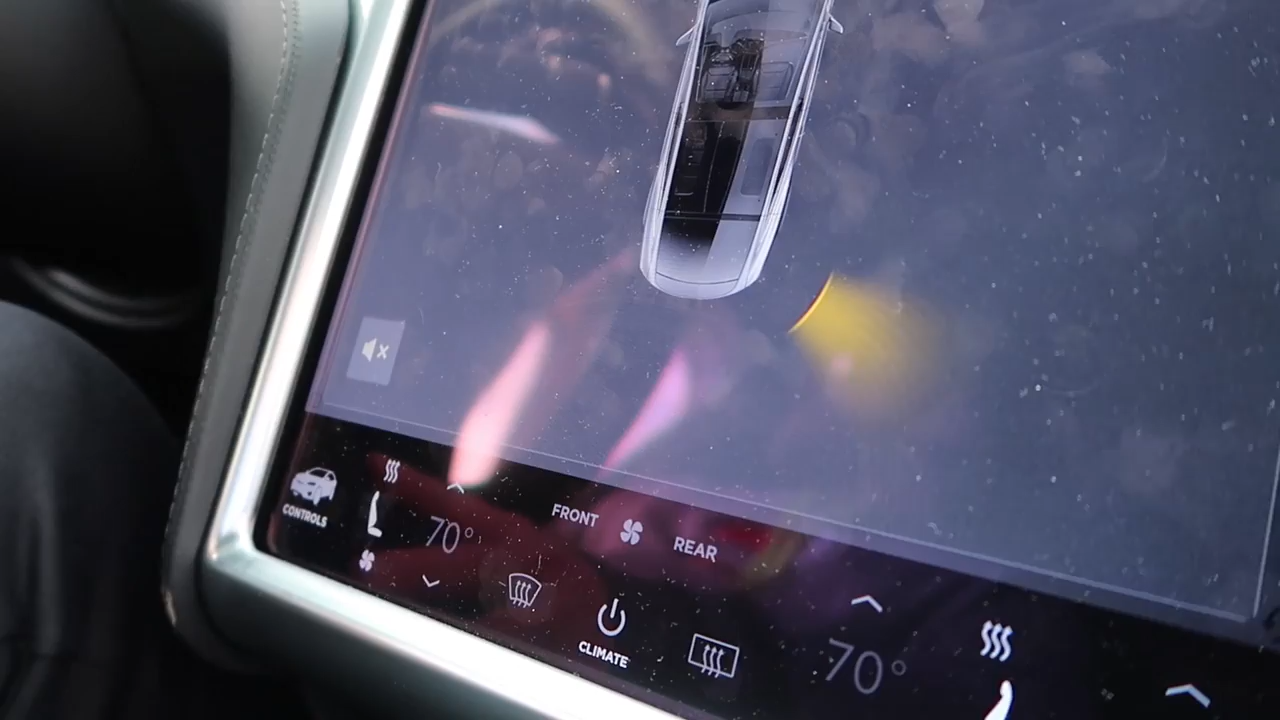 CONTROLS
70°
FRONT
REAR
CLIMATE
70°